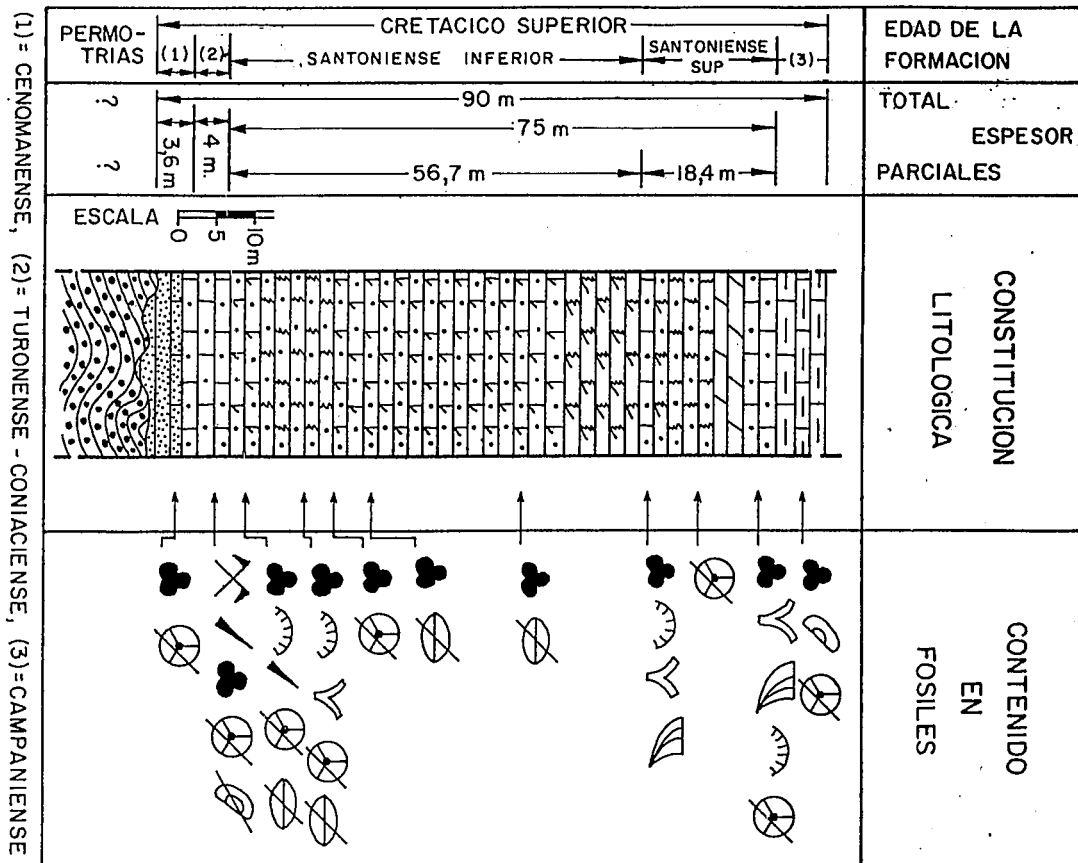 PERMO-
TRIAS
CRETACICO SUPERIOR
(1)
(2)
SANTONIENSE INFERIOR
SANTONIENSE
SUP
(3)
EDAD DE LA
FORMACION
?
?
90 m
75 m
3,6 m
4 m.
56,7 m
18,4 m
TOTAL
ESPESOR
PARCIALES
ESCALA
0
5
10m
CONSTITUCION
LITOLOGICA
CONTENIDO
EN
FOSILES
(1)= CENOMANENSE, (2)= TURONENSE - CONIACIENSE, (3)=CAMPANIENSE